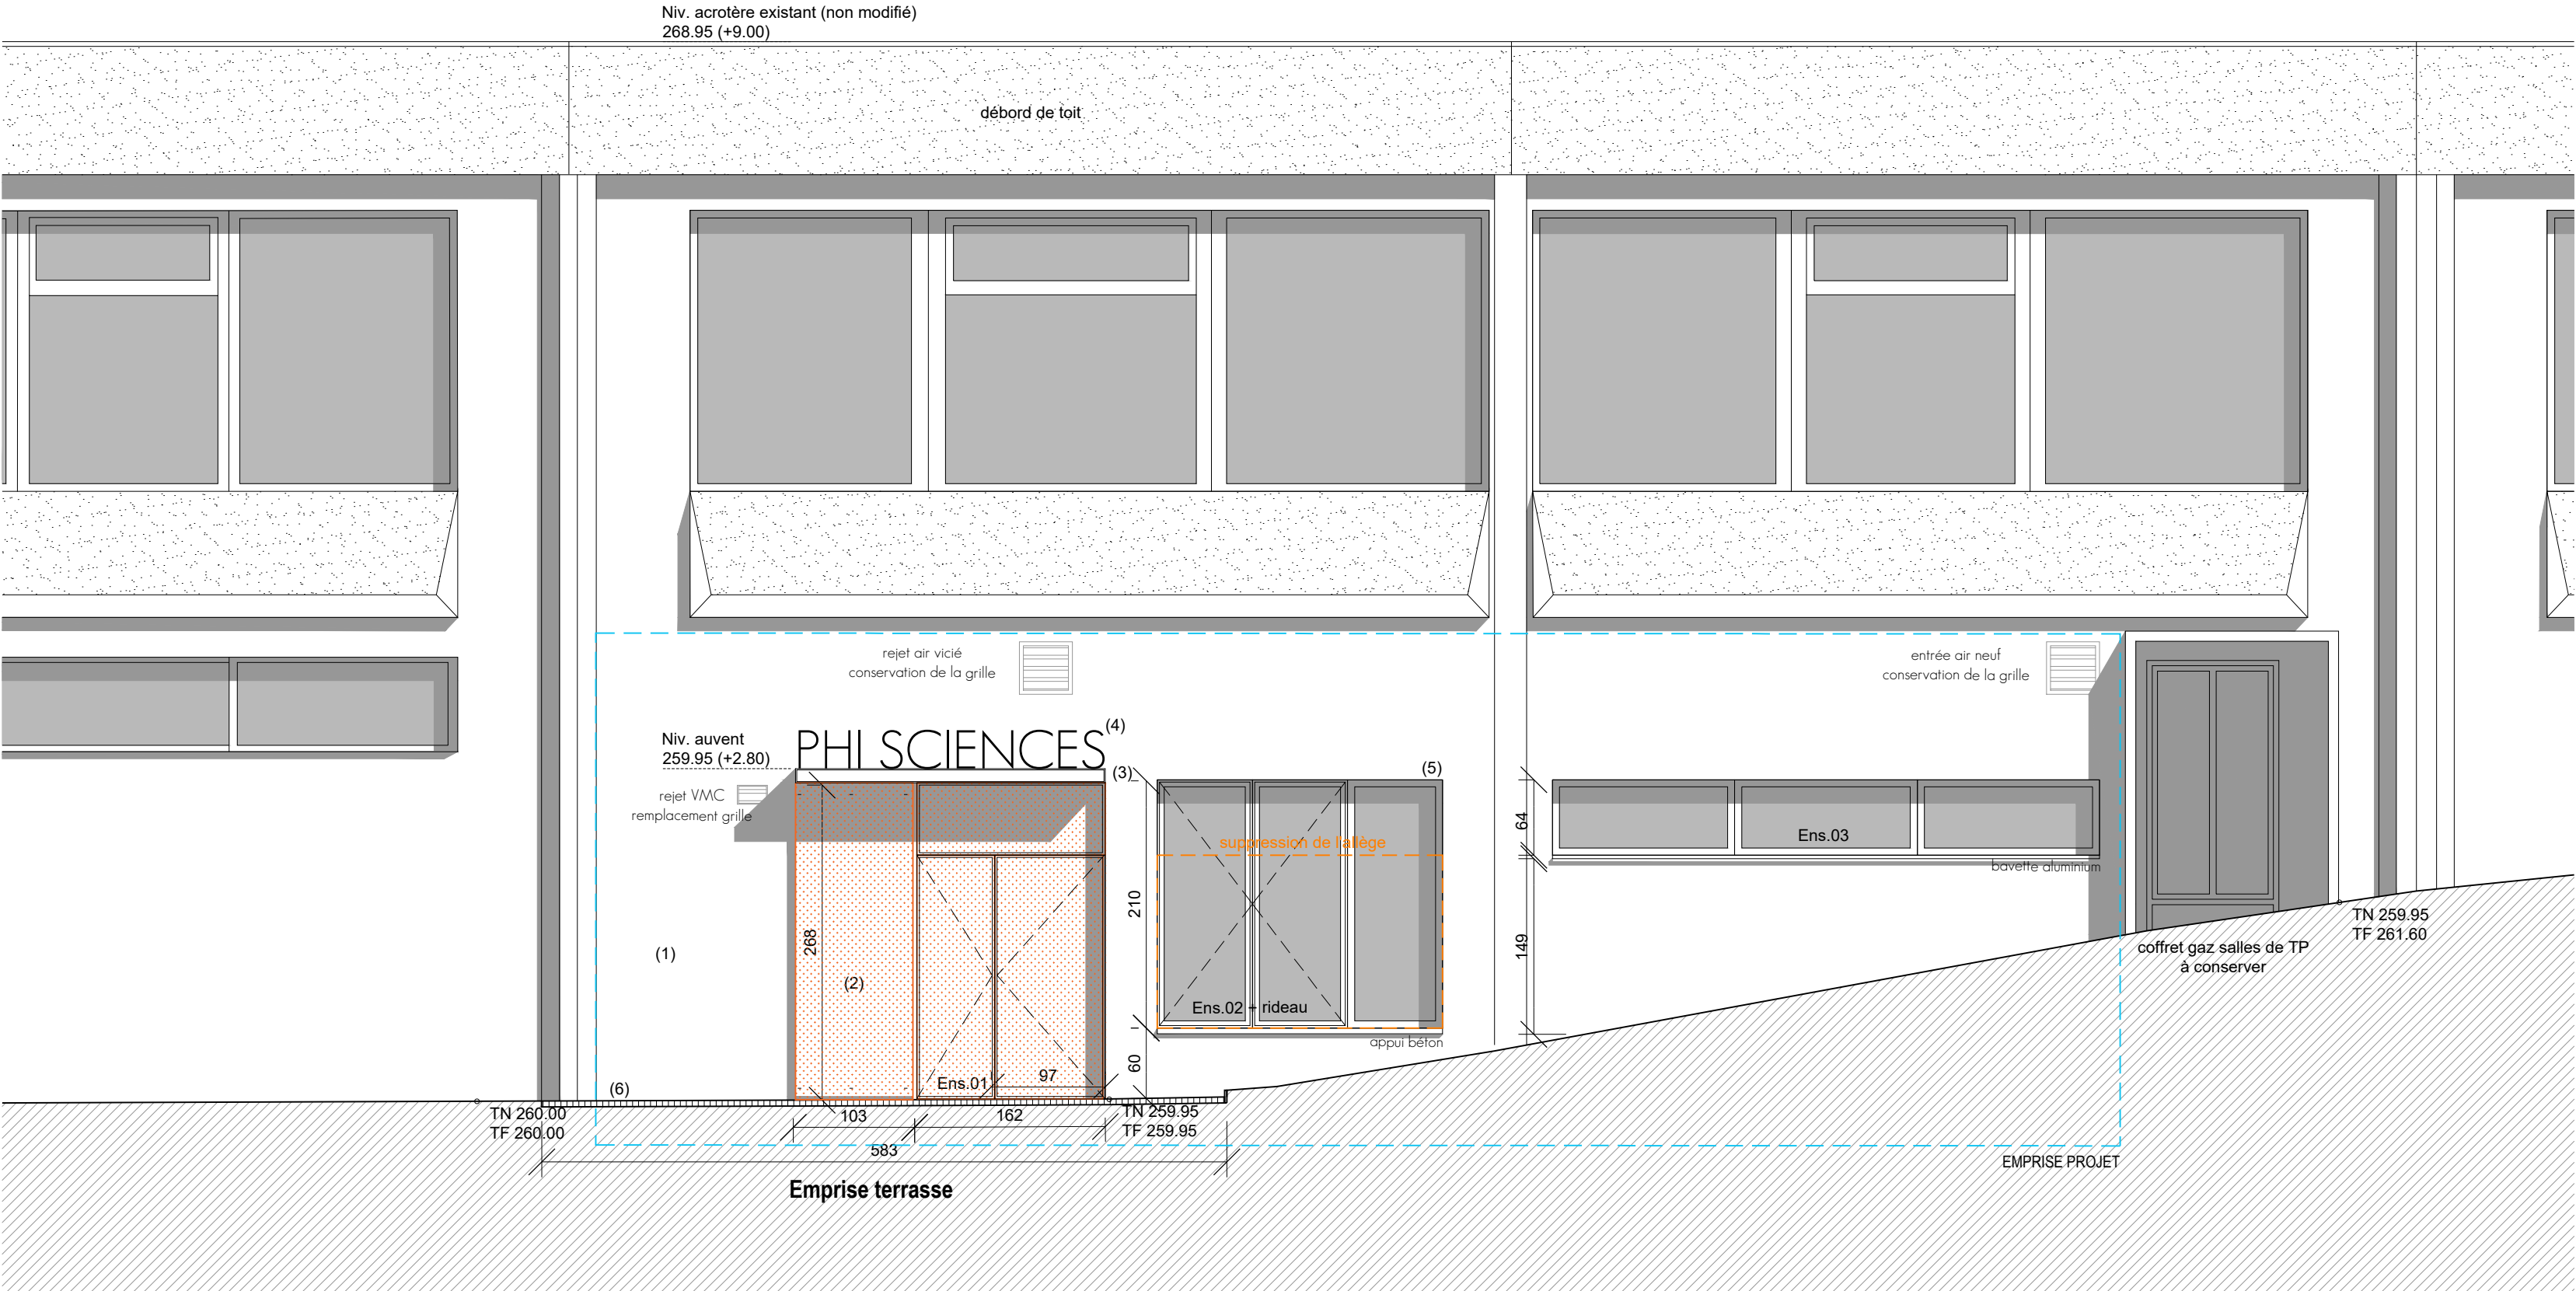 Niv. acrotère existant (non modifié)
268.95 (+9.00)
débord de toit
rejet air vicié
conservation de la grille
entrée air neuf
conservation de la grille
Niv. auvent
259.95 (+2.80)
PHI SCIENCES
(4)
(3)
(5)
rejet VMC
remplacement grille
suppression de l'allège
64
Ens.03
bavette aluminium
210
268
149
(1)
(2)
TN 259.95
TF 261.60
coffret gaz salles de TP
à conserver
Ens.02 + rideau
appui béton
60
97
Ens.01
(6)
TN 260.00
TF 260.00
103
162
TN 259.95
TF 259.95
583
EMPRISE PROJET
Emprise terrasse